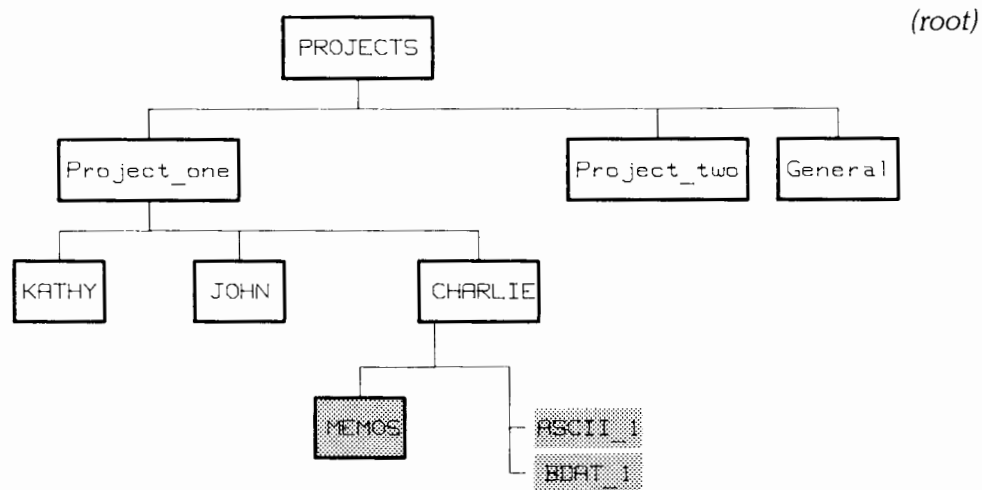 (root)
PROJECTS
Project_one
Project_two
General
KATHY
JOHN
CHARLIE
MEMOS
ASCII_1
BDAT_1